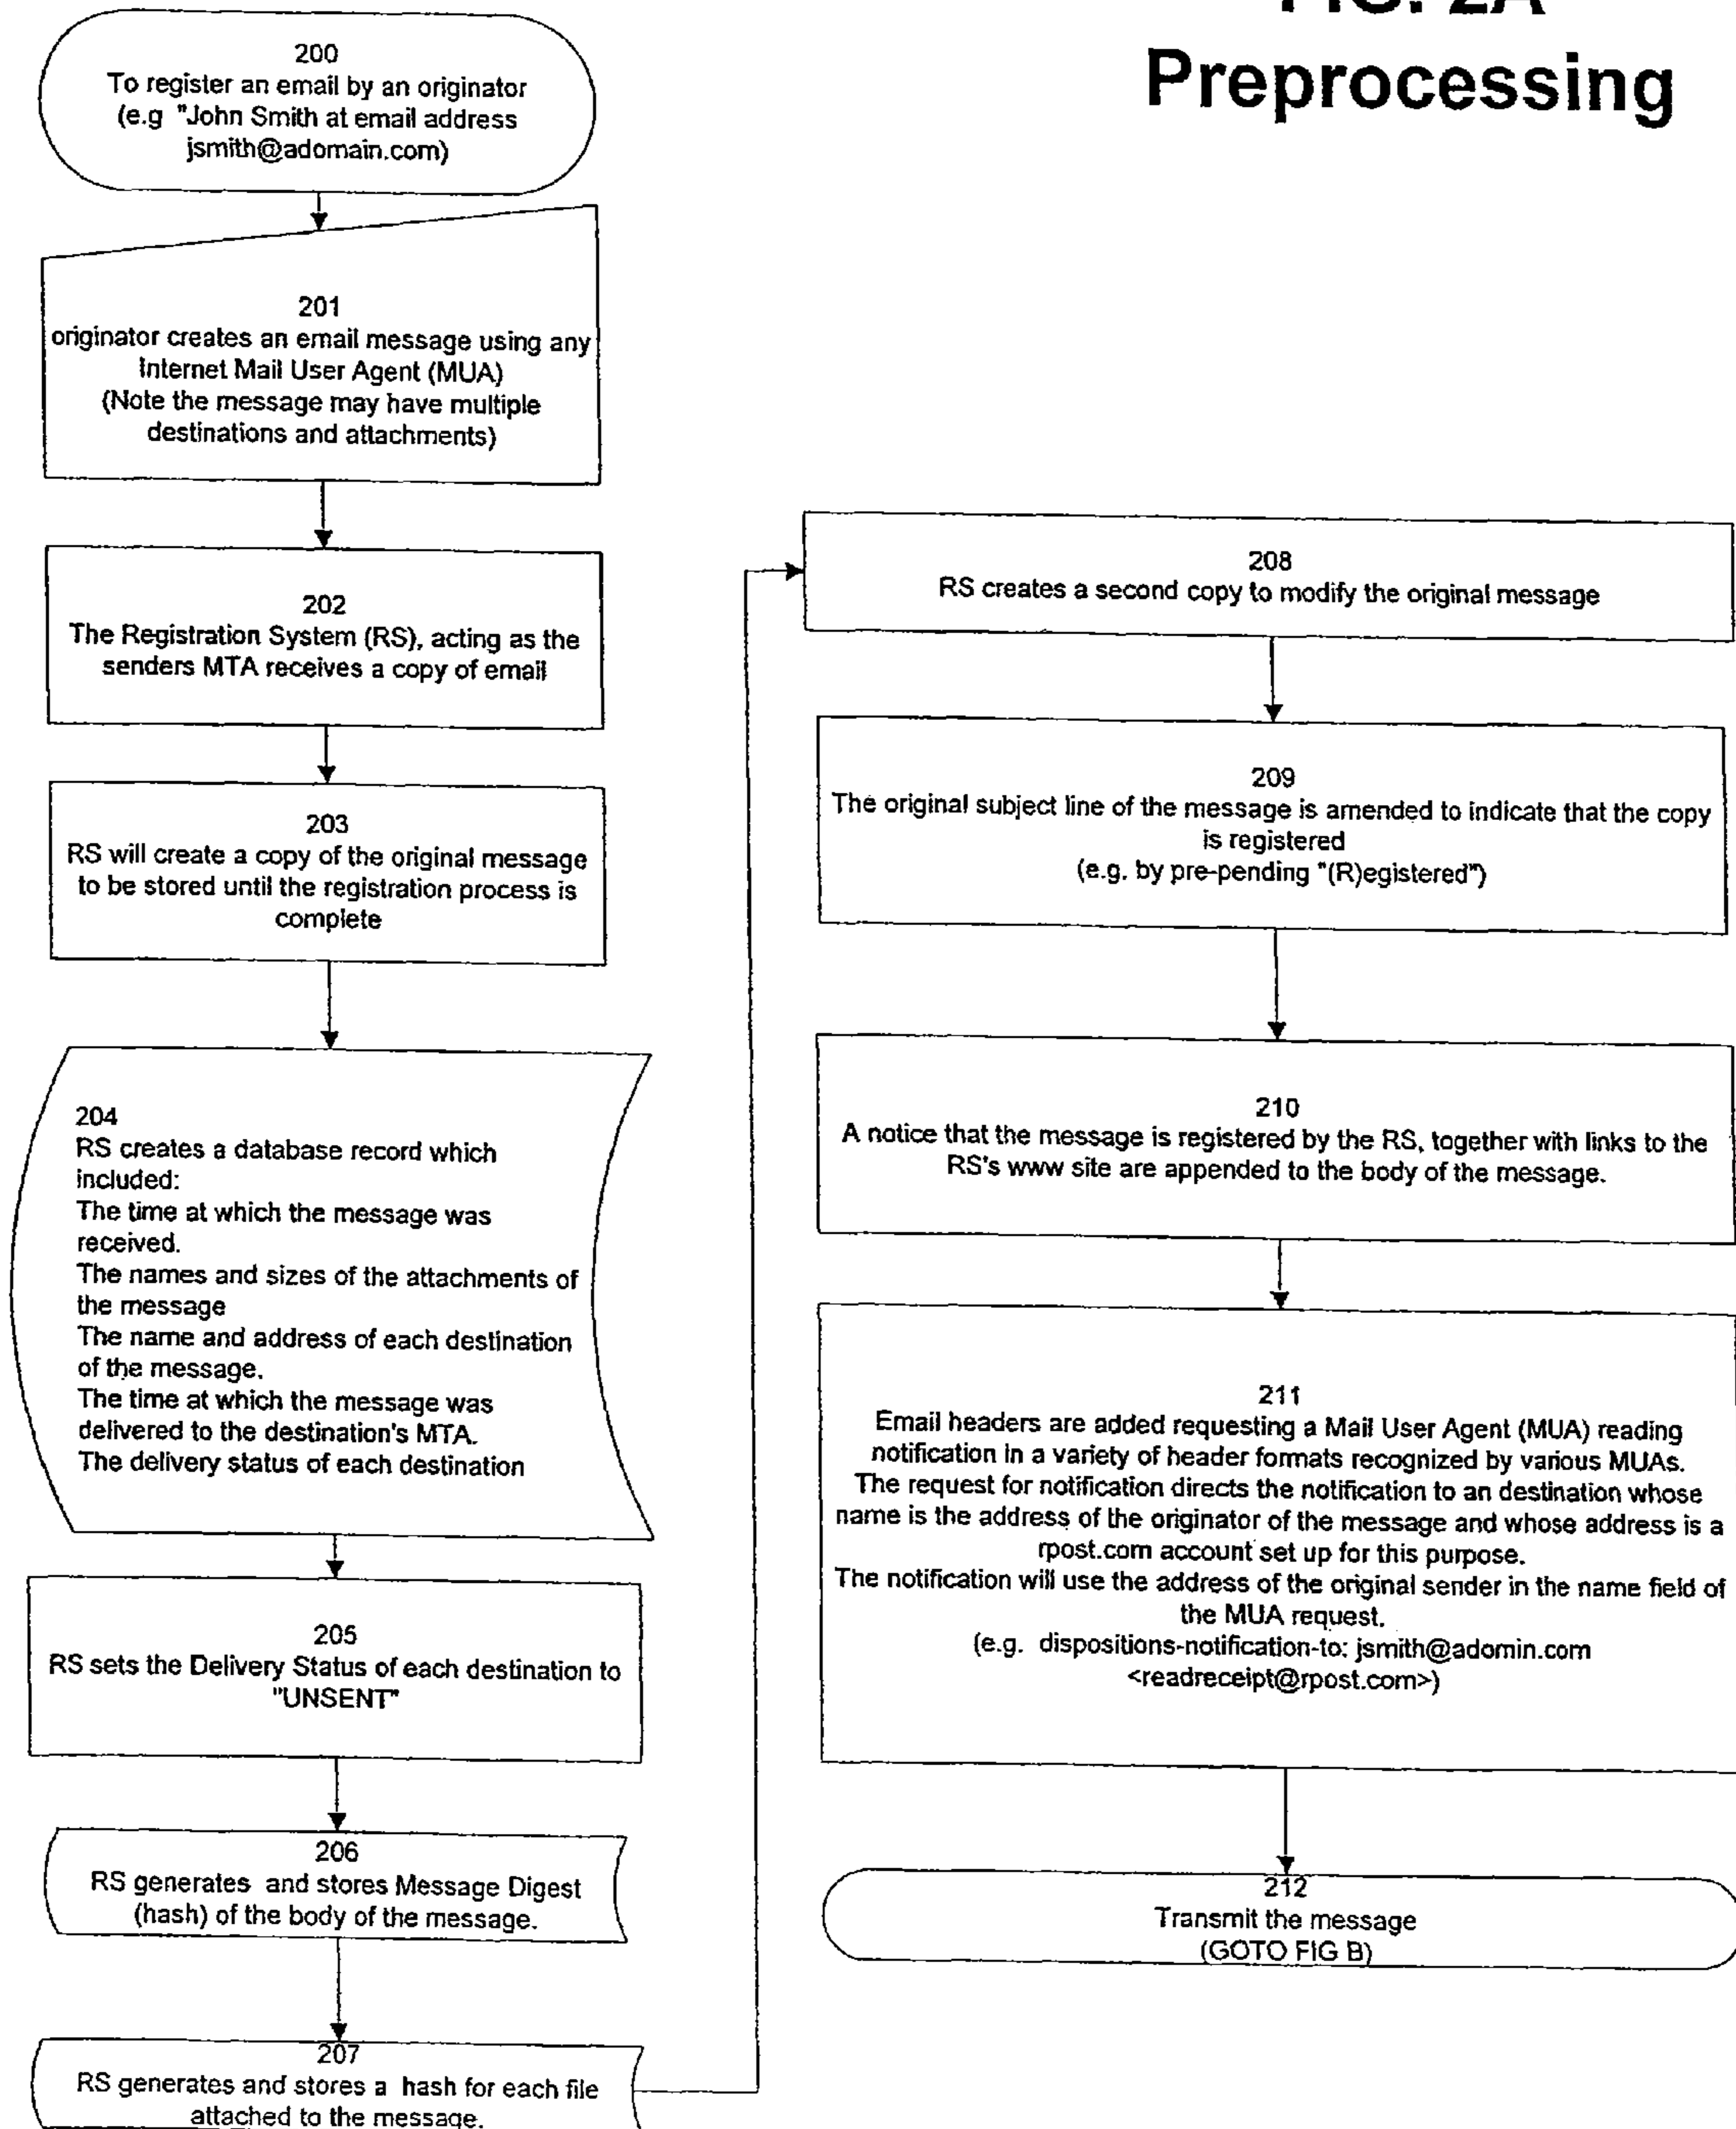 FIG. 2A
Preprocessing
200
To register an email by an originator
(e.g "John Smith at email address
jsmith@adomain.com)
201
originator creates an email message using any
Internet Mail User Agent (MUA)
(Note the message may have multiple
destinations and attachments)
202
The Registration System (RS), acting as the
senders MTA receives a copy of email
203
RS will create a copy of the original message
to be stored until the registration process is
complete
204
RS creates a database record which
included:
The time at which the message was
received.
The names and sizes of the attachments of
the message
The name and address of each destination
of the message.
The time at which the message was
delivered to the destination's MTA.
The delivery status of each destination
205
RS sets the Delivery Status of each destination to
"UNSENT"
206
RS generates and stores Message Digest
(hash) of the body of the message.
207
RS generates and stores a hash for each file
attached to the message.
208
RS creates a second copy to modify the original message
209
The original subject line of the message is amended to indicate that the copy
is registered
(e.g. by pre-pending "(R)egistered")
210
A notice that the message is registered by the RS, together with links to the
RS's www site are appended to the body of the message.
211
Email headers are added requesting a Mail User Agent (MUA) reading
notification in a variety of header formats recognized by various MUAs.
The request for notification directs the notification to an destination whose
name is the address of the originator of the message and whose address is a
rpost.com account set up for this purpose.
The notification will use the address of the original sender in the name field of
the MUA request.
(e.g. dispositions-notification-to: jsmith@adomin.com
<readreceipt@rpost.com>)
212
Transmit the message
(GOTO FIG B)